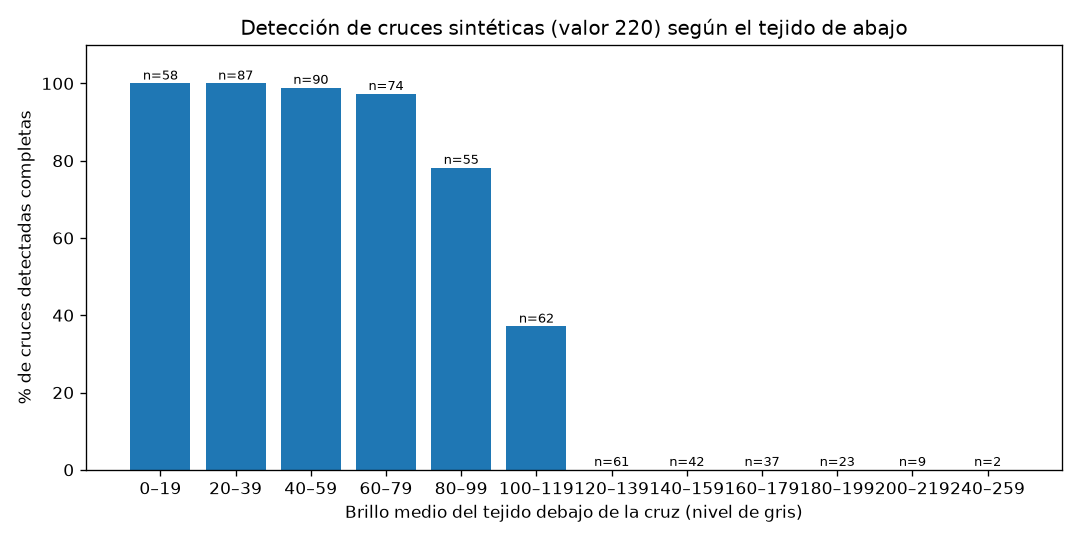 Detección de cruces sintéticas (valor 220) según el tejido de abajo
% de cruces detectadas completas
100
80
60
40
20
0
n=58 n=87 n=90 n=74 n=55 n=62 n=61 n=42 n=37 n=23 n=9 n=2
0–19 20–39 40–59 60–79 80–99 100–119 120–139 140–159 160–179 180–199 200–219 240–259
Brillo medio del tejido debajo de la cruz (nivel de gris)